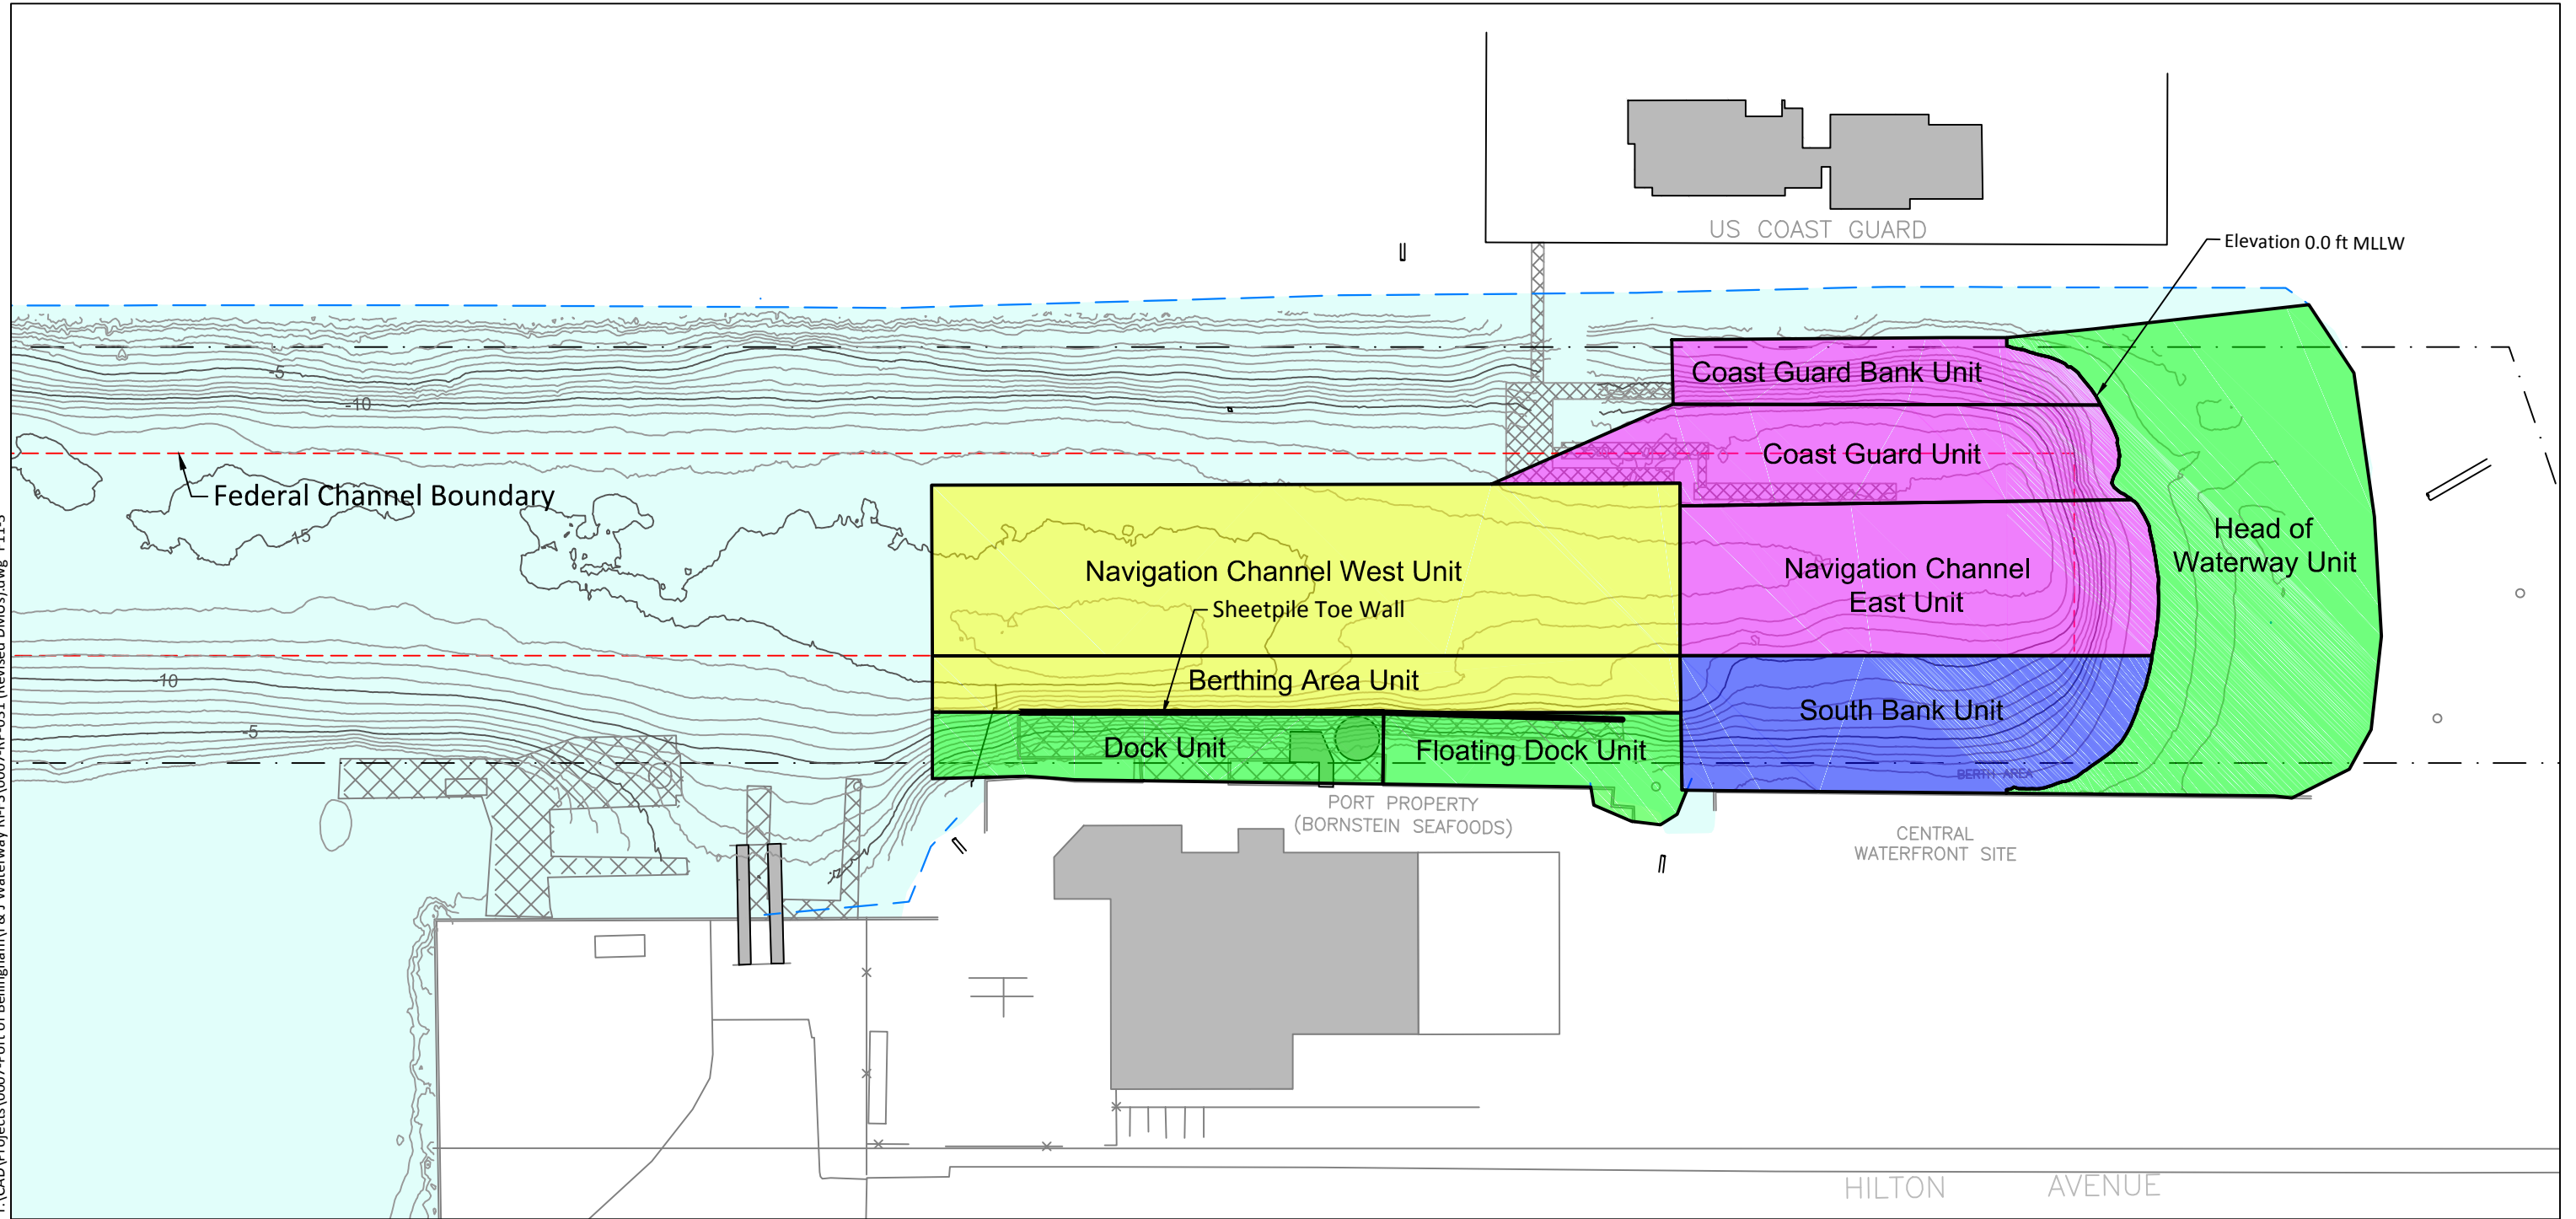 US COAST GUARD
Elevation 0.0 ft MLLW
-5
-10
Coast Guard Bank Unit
Coast Guard Unit
Federal Channel Boundary
15
Head of
Waterway Unit
Navigation Channel West Unit
Navigation Channel
East Unit
Sheetpile Toe Wall
-10
Berthing Area Unit
South Bank Unit
-5
Dock Unit
Floating Dock Unit
BERTH AREA
PORT PROPERTY
(BORNSTEIN SEAFOODS)
CENTRAL
WATERFRONT SITE
HILTON AVENUE